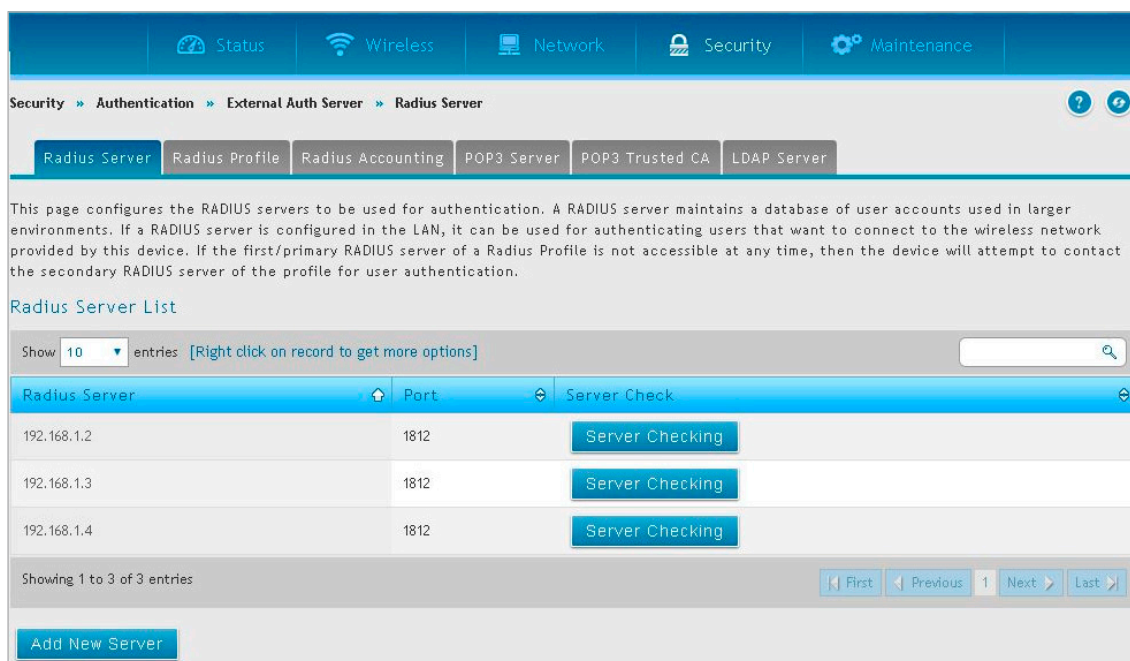 Status Wireless Network Security Maintenance
Security » Authentication » External Auth Server » Radius Server ?
Radius Server Radius Profile Radius Accounting POP3 Server POP3 Trusted CA LDAP Server
This page configures the RADIUS servers to be used for authentication. A RADIUS server maintains a database of user accounts used in larger
environments. If a RADIUS server is configured in the LAN, it can be used for authenticating users that want to connect to the wireless network
provided by this device. If the first/primary RADIUS server of a Radius Profile is not accessible at any time, then the device will attempt to contact
the secondary RADIUS server of the profile for user authentication.
Radius Server List
Show 10 entries [Right click on record to get more options]
Radius Server Port Server Check
192.168.1.2 1812 Server Checking
192.168.1.3 1812 Server Checking
192.168.1.4 1812 Server Checking
Showing 1 to 3 of 3 entries First Previous 1 Next Last
Add New Server